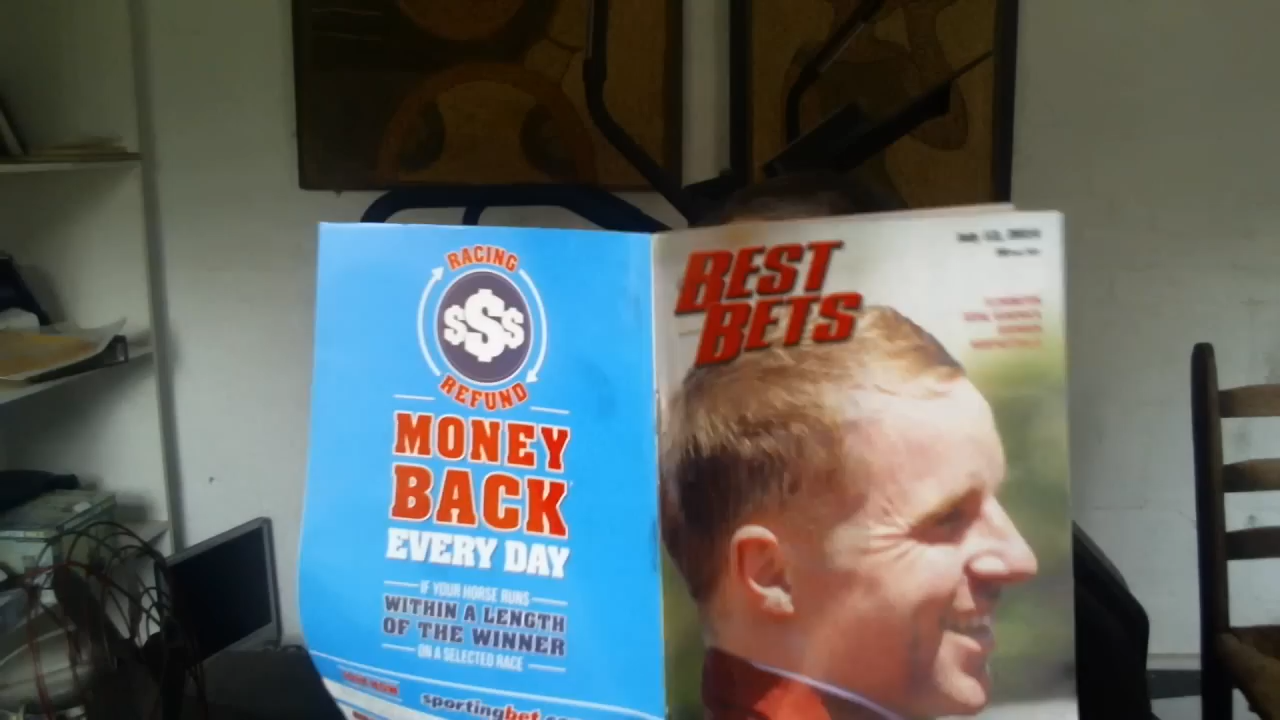 RACING
$$$
REFUND
MONEY
BACK
EVERY DAY
IF YOUR HORSE RUNS
WITHIN A LENGTH
OF THE WINNER
ON A SELECTED RACE
sportingbet
BEST
BETS